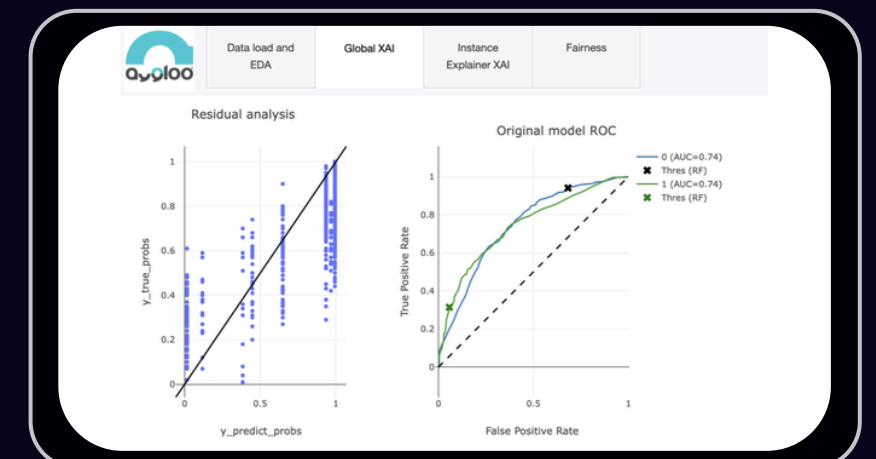 aygloo
Data load and
EDA
Global XAI
Instance
Explainer XAI
Fairness
Residual analysis
1
0.8
0.6
0.4
0.2
0
y_true_probs
0
0.5
1
y_predict_probs
Original model ROC
1
0.8
0.6
0.4
0.2
0
True Positive Rate
0
0.5
1
False Positive Rate
0 (AUC=0.74)
Thres (RF)
1 (AUC=0.74)
Thres (RF)